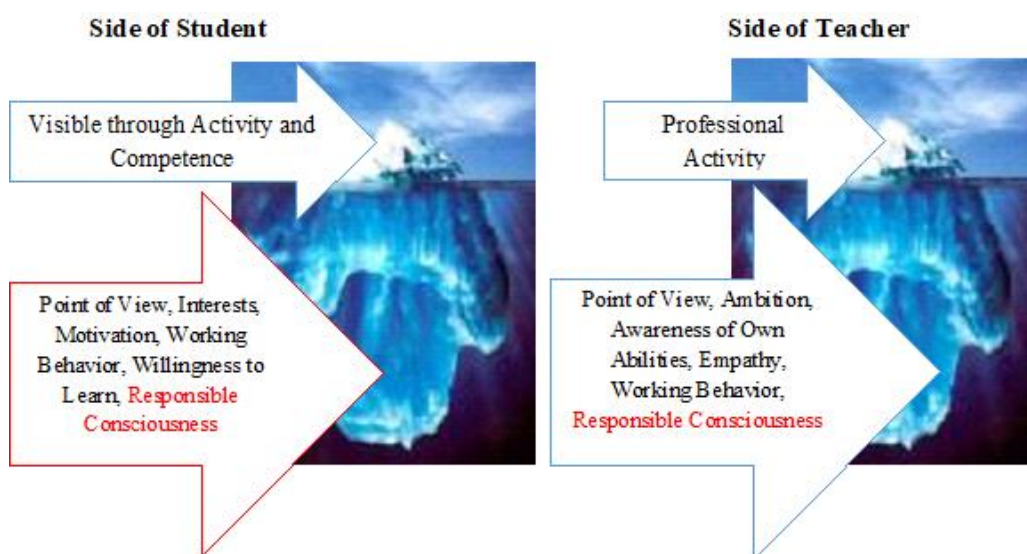 Side of Student
Visible through Activity and
Competence
Point of View, Interests,
Motivation, Working
Behavior, Willingness to
Learn, Responsible
Consciousness
Side of Teacher
Professional
Activity
Point of View, Ambition,
Awareness of Own
Abilities, Empathy,
Working Behavior,
Responsible Consciousness